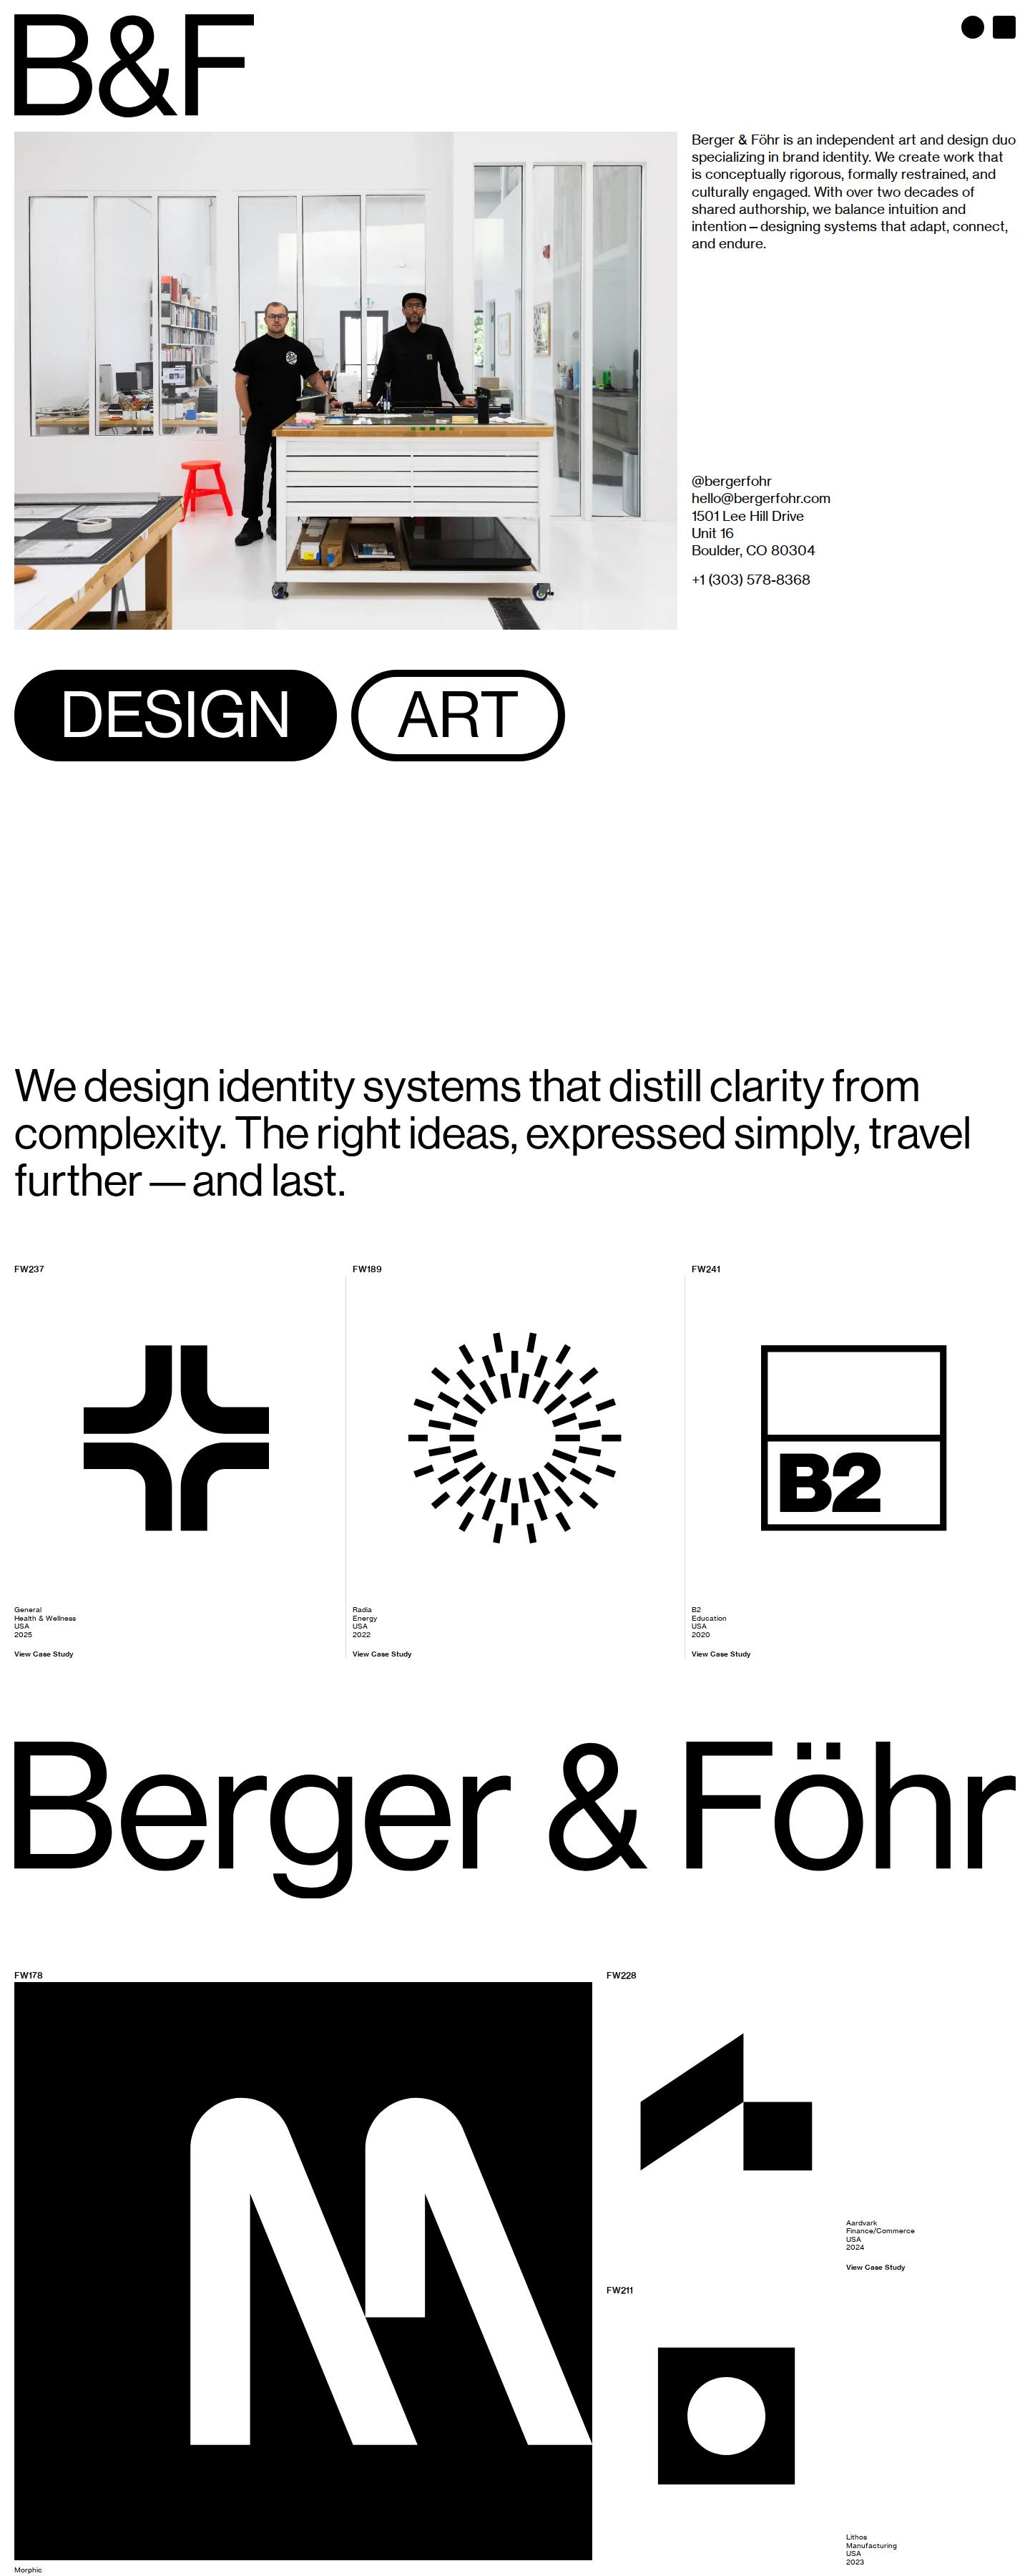 B&F
Berger & Föhr is an independent art and design duo
specializing in brand identity. We create work that
is conceptually rigorous, formally restrained, and
culturally engaged. With over two decades of
shared authorship, we balance intuition and
intention — designing systems that adapt, connect,
and endure.
@bergerfohr
hello@bergerfohr.com
1501 Lee Hill Drive
Unit 16
Boulder, CO 80304
+1 (303) 578-8368
DESIGN
ART
We design identity systems that distill clarity from
complexity. The right ideas, expressed simply, travel
further — and last.
FW237
General
Health & Wellness
USA
2025
View Case Study
FW189
Radia
Energy
USA
2022
View Case Study
FW241
B2
B2
Education
USA
2020
View Case Study
Berger & Föhr
FW178
Morphic
FW228
Aardvark
Finance/Commerce
USA
2024
View Case Study
FW211
Lithos
Manufacturing
USA
2023